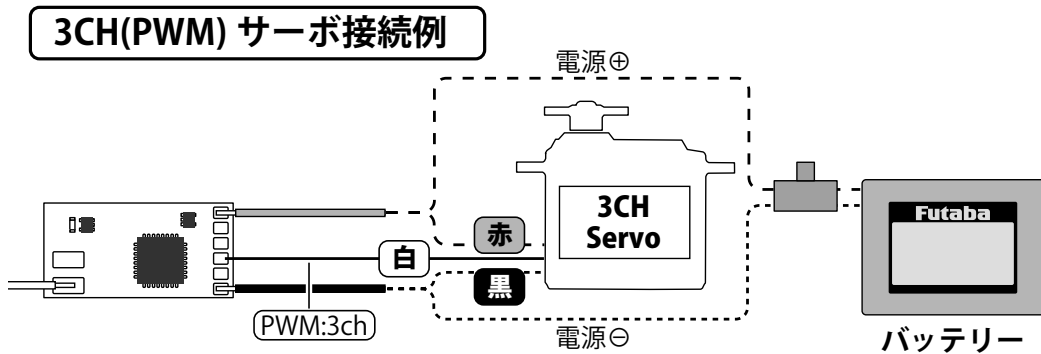 3CH(PWM) サーボ接続例
電源⊕
3CH
Servo
赤
白
黒
PWM:3ch
電源⊖
Futaba
バッテリー